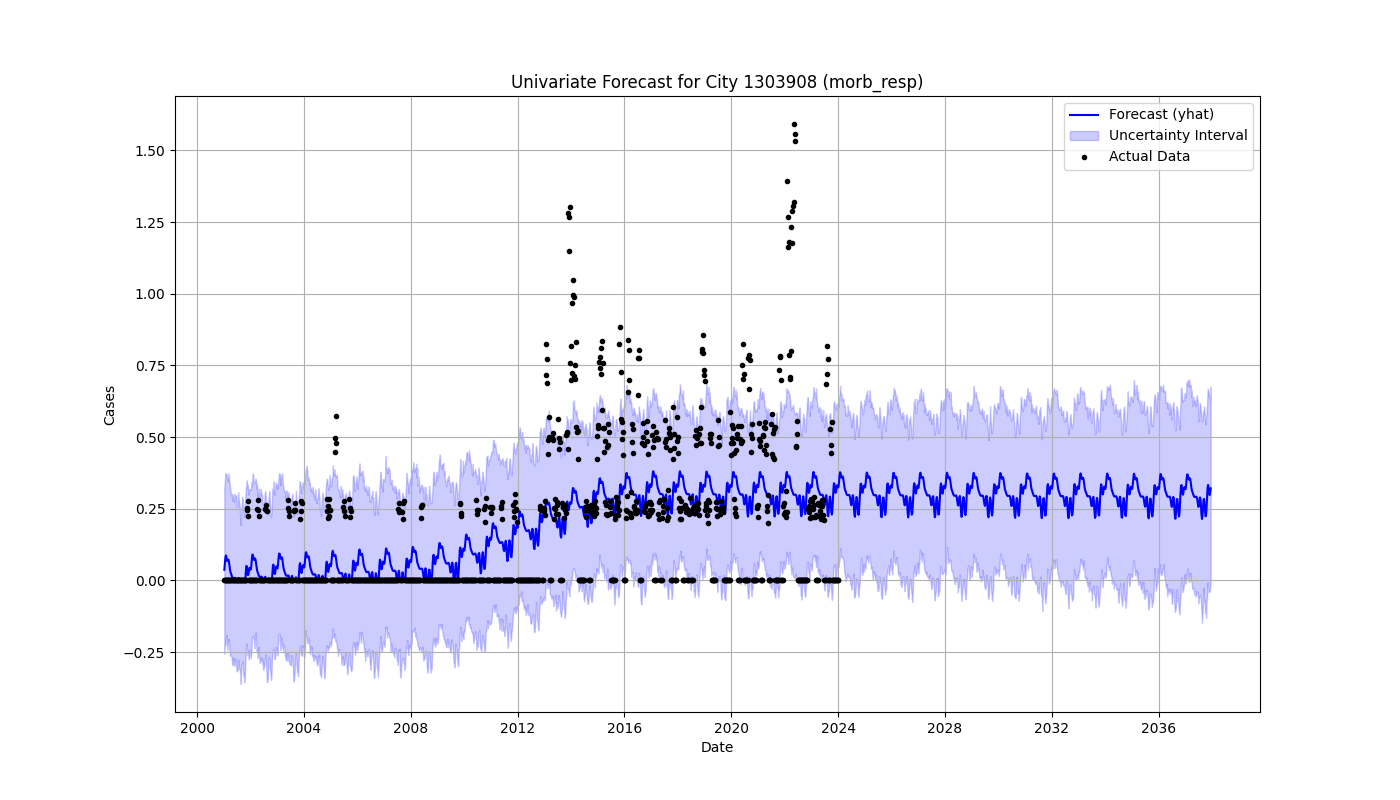 Univariate Forecast for City 1303908 (morb_resp)
Forecast (yhat)
Uncertainty Interval
Actual Data
Cases
1.50
1.25
1.00
0.75
0.50
0.25
0.00
−0.25
2000 2004 2008 2012 2016 2020 2024 2028 2032 2036
Date